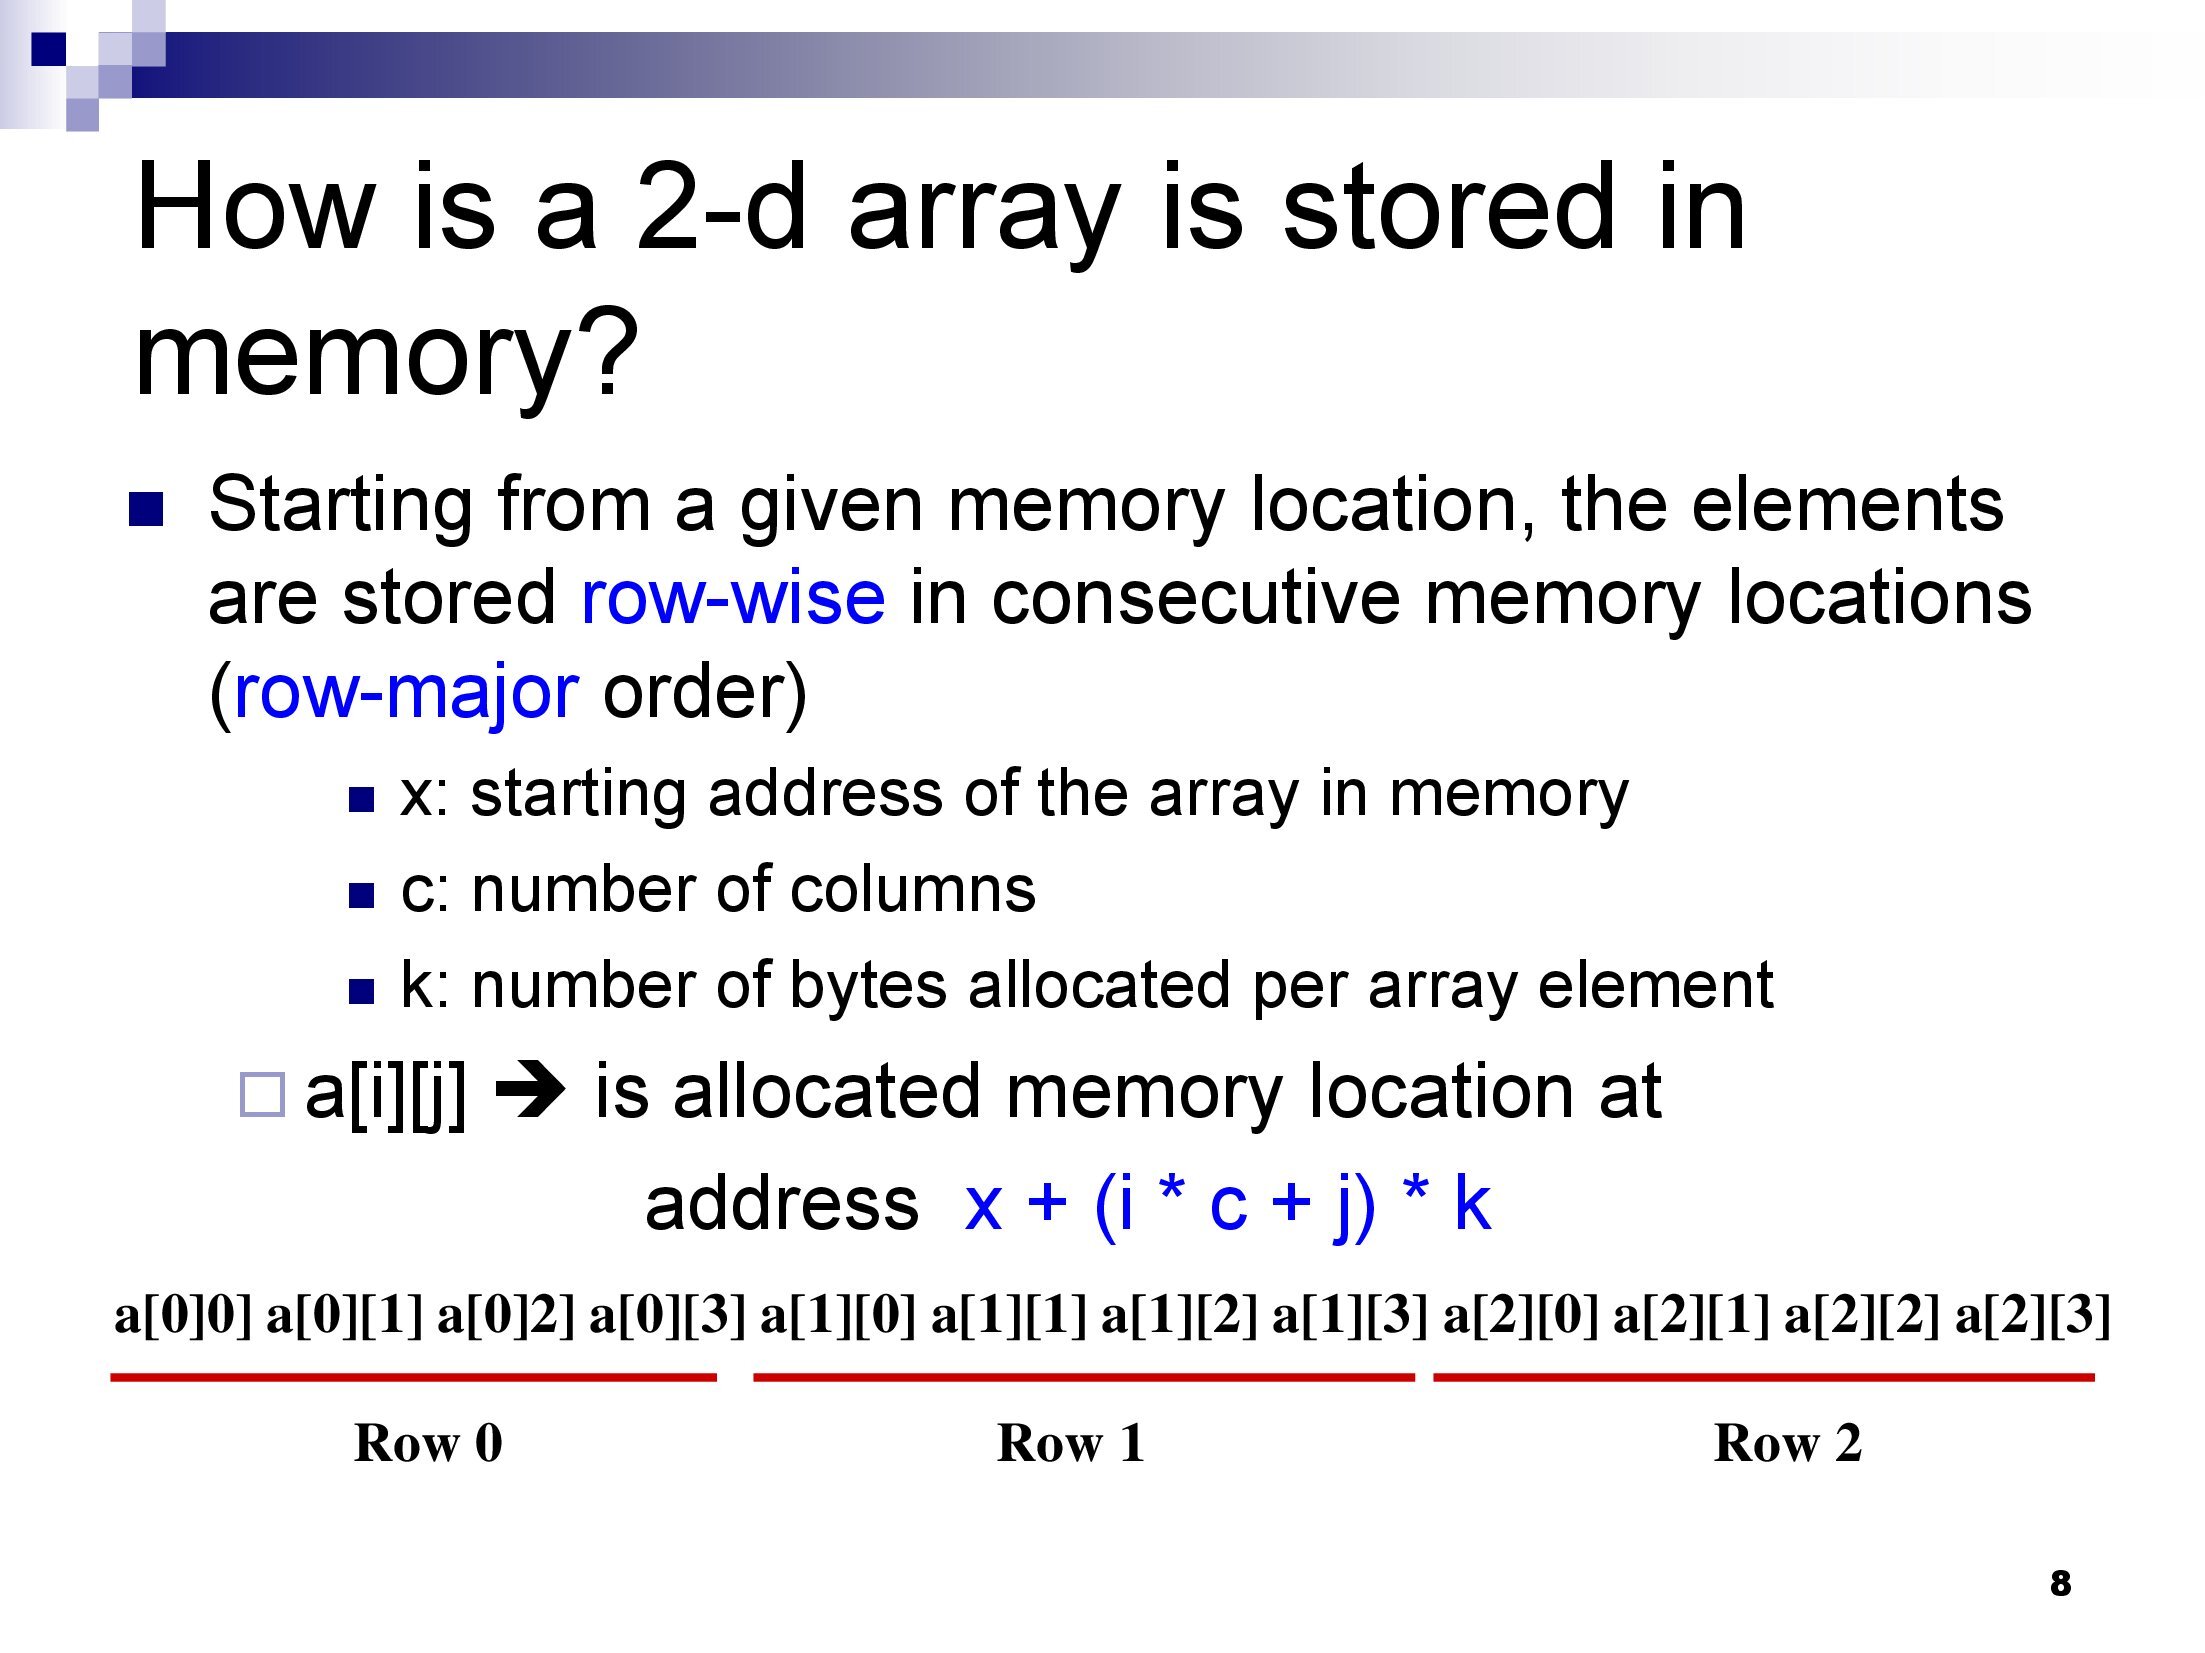 How is a 2-d array is stored in
memory?
Starting from a given memory location, the elements
are stored row-wise in consecutive memory locations
(row-major order)
x: starting address of the array in memory
c: number of columns
k: number of bytes allocated per array element
a[i][j] ➔ is allocated memory location at
address x + (i * c + j) * k
a[0]0] a[0][1] a[0]2] a[0][3] a[1][0] a[1][1] a[1][2] a[1][3] a[2][0] a[2][1] a[2][2] a[2][3]
Row 0 Row 1 Row 2
8